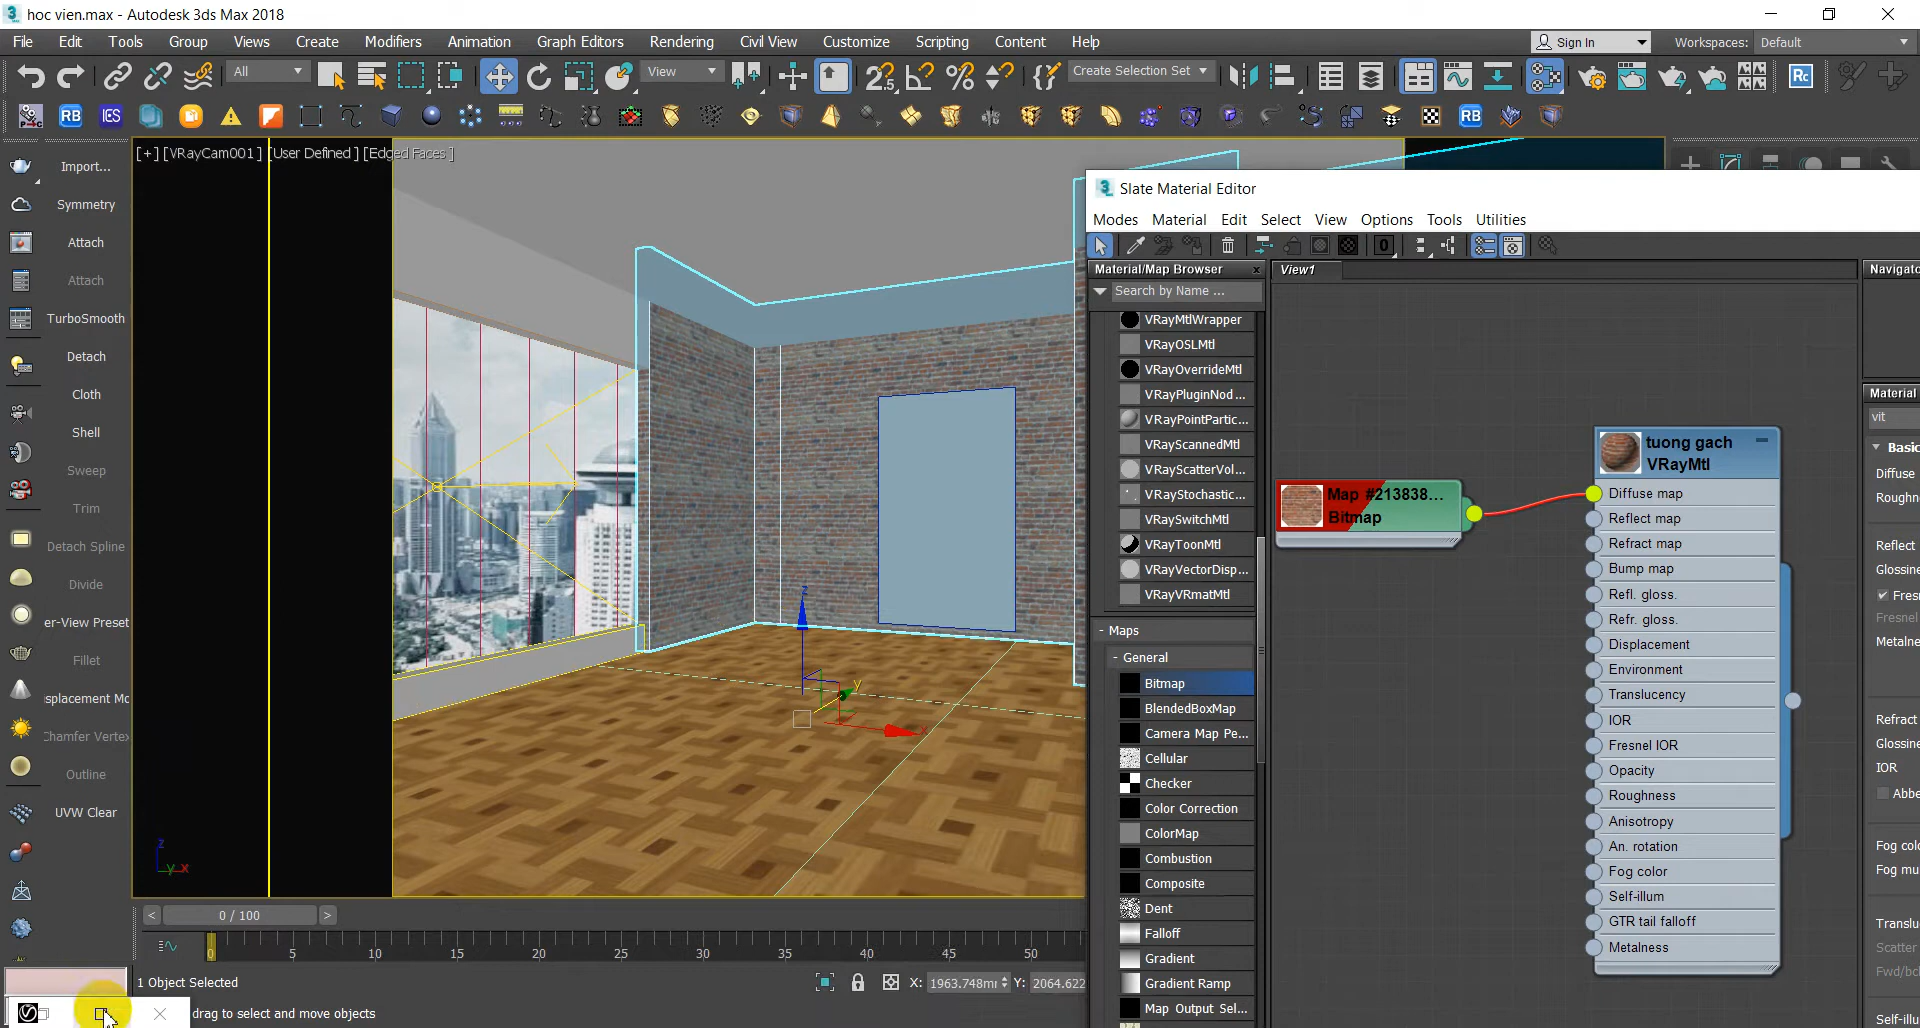 hoc vien.max - Autodesk 3ds Max 2018
File Edit Tools Group Views Create Modifiers Animation Graph Editors Rendering Civil View Customize Scripting Content Help
Sign In Workspaces: Default
All View Create Selection Set
RB IES RB
[+] [VRayCam001] [User Defined] [Edged Faces]
Import...
Symmetry
Attach
Attach
TurboSmooth
Detach
Cloth
Shell
Sweep
Trim
Detach Spline
Divide
er-View Preset
Fillet
splacement Mo
Chamfer Vertex
Outline
UVW Clear
Slate Material Editor
Modes Material Edit Select View Options Tools Utilities
Material/Map Browser
Search by Name ...
VRayMtlWrapper
VRayOSLMtl
VRayOverrideMtl
VRayPluginNod...
VRayPointPartic...
VRayScannedMtl
VRayScatterVol...
VRayStochastic...
VRaySwitchMtl
VRayToonMtl
VRayVectorDisp...
VRayVRmatMtl
- Maps
- General
Bitmap
BlendedBoxMap
Camera Map Pe...
Cellular
Checker
Color Correction
ColorMap
Combustion
Composite
Dent
Falloff
Gradient
Gradient Ramp
Map Output Sel...
View1
Map #213838...
Bitmap
tuong gach
VRayMtl
Diffuse map
Reflect map
Refract map
Bump map
Refl. gloss.
Refr. gloss.
Displacement
Environment
Translucency
IOR
Fresnel IOR
Opacity
Roughness
Anisotropy
An. rotation
Fog color
Self-illum
GTR tail falloff
Metalness
Navigato
Material
vit
Basic
Diffuse
Roughn
Reflect
Glossine
Fres
Fresnel
Metalne
Refract
Glossine
IOR
Abbe
Fog colo
Fog mu
Translu
Scatter
Fwd/bc
Self-illu
z
y
x
z
y x
0 / 100
0 5 10 15 20 25 30 35 40 45 50
1 Object Selected
X: 1963.748m Y: 2064.622
drag to select and move objects